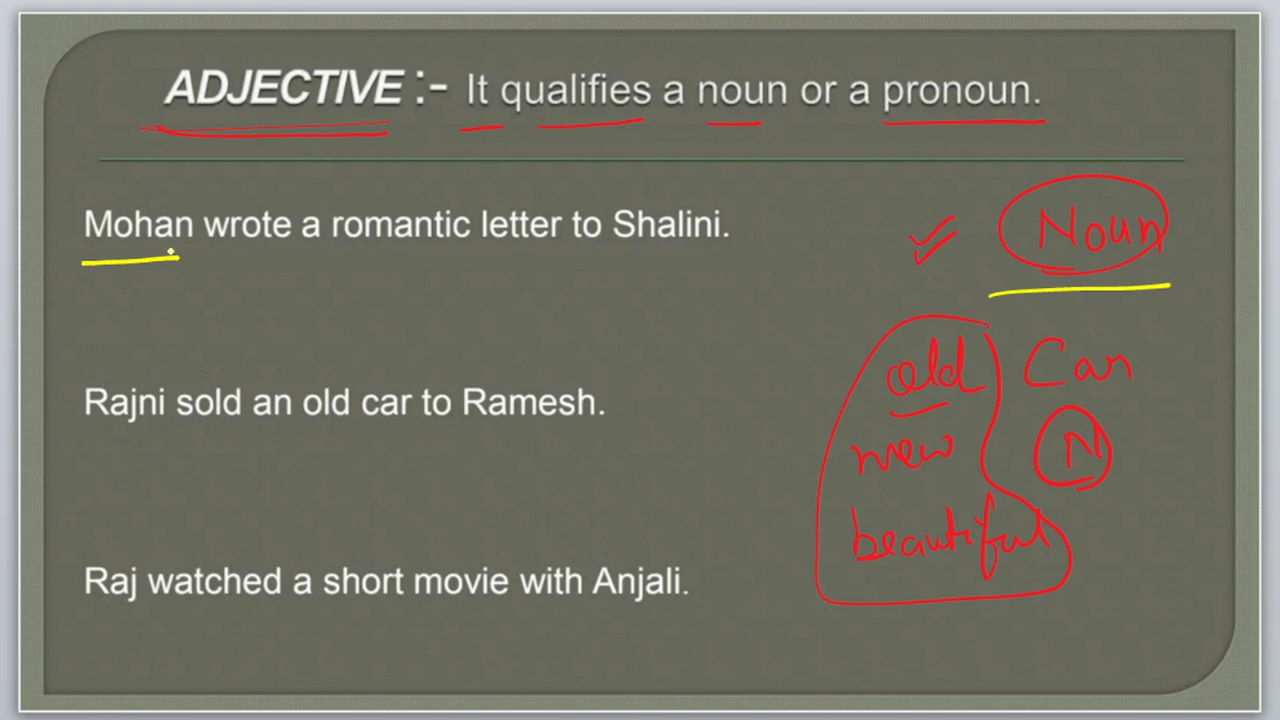 ADJECTIVE :- It qualifies a noun or a pronoun.
Mohan wrote a romantic letter to Shalini.
Noun
old Car
Rajni sold an old car to Ramesh.
new N
beautiful
Raj watched a short movie with Anjali.